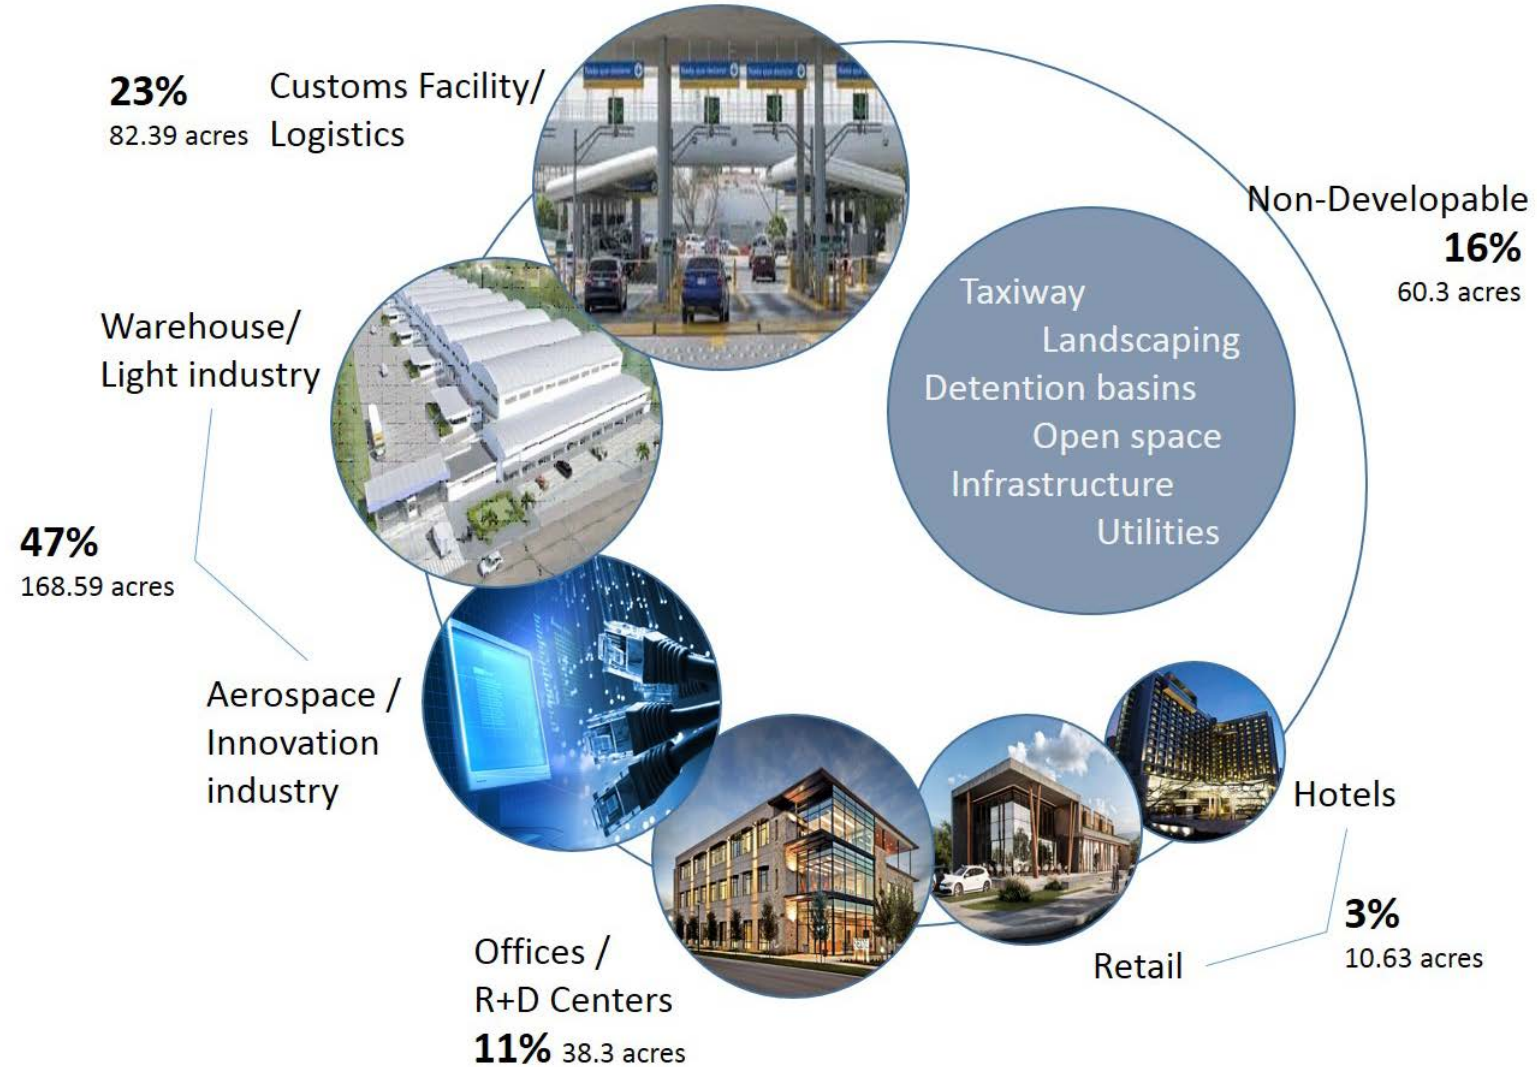 23%
82.39 acres
Customs Facility/
Logistics
Non-Developable
16%
60.3 acres
Taxiway
Landscaping
Detention basins
Open space
Infrastructure
Utilities
Warehouse/
Light industry
47%
168.59 acres
Aerospace /
Innovation
industry
Hotels
3%
10.63 acres
Retail
Offices /
R+D Centers
11% 38.3 acres